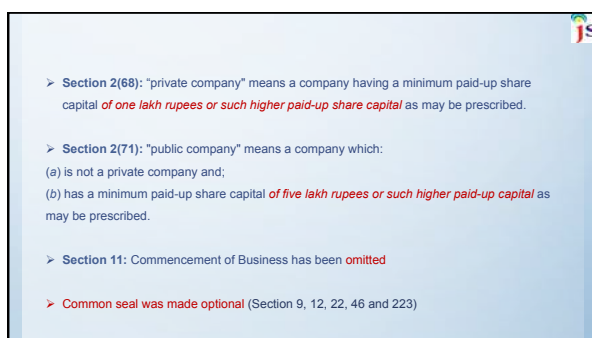 ➢ Section 2(68): “private company" means a company having a minimum paid-up share
capital of one lakh rupees or such higher paid-up share capital as may be prescribed.
➢ Section 2(71): "public company" means a company which:
(a) is not a private company and;
(b) has a minimum paid-up share capital of five lakh rupees or such higher paid-up capital as
may be prescribed.
➢ Section 11: Commencement of Business has been omitted
➢ Common seal was made optional (Section 9, 12, 22, 46 and 223)